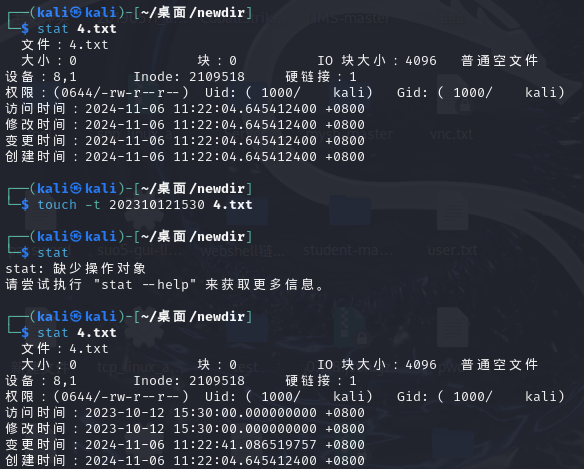 ┌──(kali㉿kali)-[~/桌面/newdir]
└─$ stat 4.txt
文件：4.txt
大小：0 块：0 IO 块大小：4096 普通空文件
设备：8,1 Inode: 2109518 硬链接：1
权限：(0644/-rw-r--r--) Uid: ( 1000/ kali) Gid: ( 1000/ kali)
访问时间：2024-11-06 11:22:04.645412400 +0800
修改时间：2024-11-06 11:22:04.645412400 +0800
变更时间：2024-11-06 11:22:04.645412400 +0800
创建时间：2024-11-06 11:22:04.645412400 +0800
┌──(kali㉿kali)-[~/桌面/newdir]
└─$ touch -t 202310121530 4.txt
┌──(kali㉿kali)-[~/桌面/newdir]
└─$ stat
stat: 缺少操作对象
请尝试执行 "stat --help" 来获取更多信息。
┌──(kali㉿kali)-[~/桌面/newdir]
└─$ stat 4.txt
文件：4.txt
大小：0 块：0 IO 块大小：4096 普通空文件
设备：8,1 Inode: 2109518 硬链接：1
权限：(0644/-rw-r--r--) Uid: ( 1000/ kali) Gid: ( 1000/ kali)
访问时间：2023-10-12 15:30:00.000000000 +0800
修改时间：2023-10-12 15:30:00.000000000 +0800
变更时间：2024-11-06 11:22:41.086519757 +0800
创建时间：2024-11-06 11:22:04.645412400 +0800